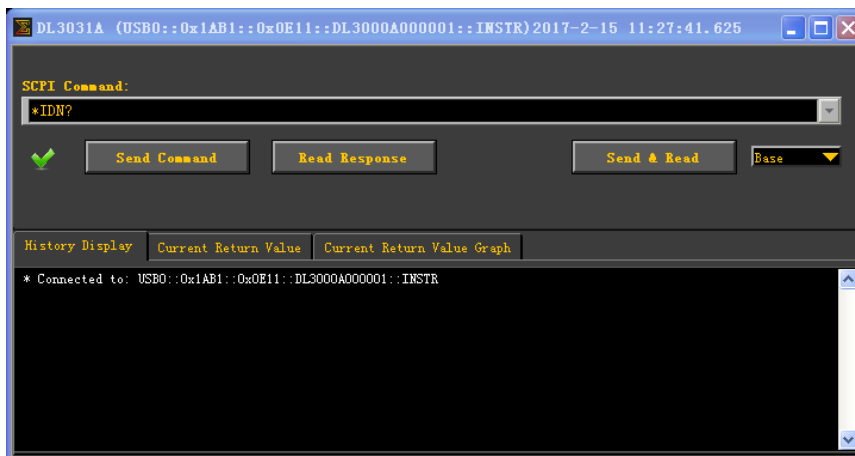 DL3031A (USB0::0x1AB1::0x0E11::DL3000A000001::INSTR)2017-2-15 11:27:41.625
SCPI Command:
*IDN?
Send Command Read Response Send & Read Base
History Display Current Return Value Current Return Value Graph
* Connected to: USB0::0x1AB1::0x0E11::DL3000A000001::INSTR